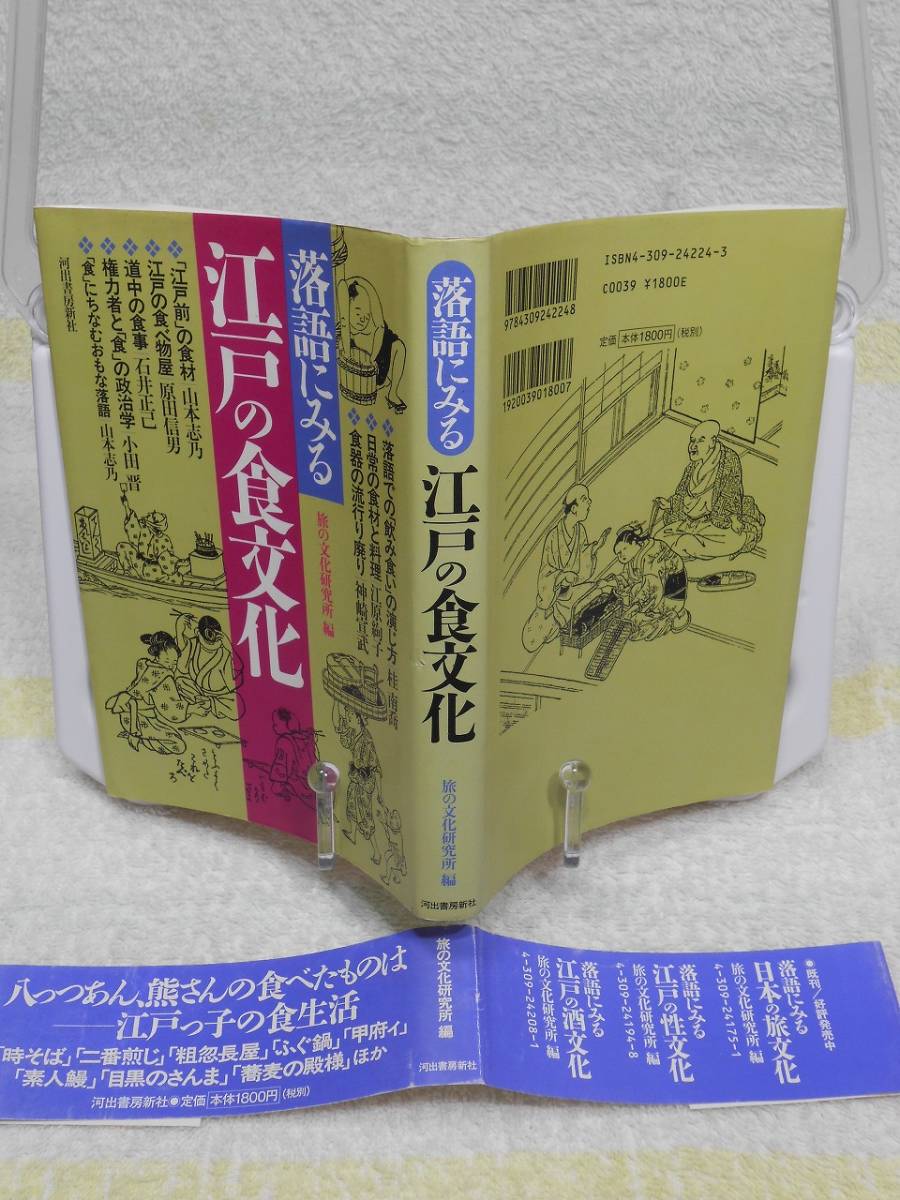 落語にみる
江戸の食文化
旅の文化研究所 編
❖落語での「飲み食い」の演じ方 桂 南喬
❖日常の食材と料理 江原絢子
❖食器の流行り廃り 神崎宣武
❖「江戸前」の食材 山本志乃
❖江戸の食べ物屋 原田信男
❖道中の食事 石井正己
❖権力者と「食」の政治学 小田 晋
❖「食」にちなむおもな落語 山本志乃
河出書房新社
落語にみる
江戸の食文化
旅の文化研究所 編
河出書房新社
ISBN4-309-24224-3
C0039 ¥1800E
定価 本体1800円(税別)
9784309242248
1920039018007
八っつあん、熊さんの食べたものは
──江戸っ子の食生活
「時そば」「二番煎じ」「粗忽長屋」「ふぐ鍋」「甲府ィ」
「素人鰻」「目黒のさんま」「蕎麦の殿様」ほか
河出書房新社●定価 本体1800円(税別)
旅の文化研究所 編
●既刊/好評発売中
落語にみる
日本の旅文化
旅の文化研究所 編
4-309-24175-1
落語にみる
江戸の性文化
旅の文化研究所 編
4-309-24194-8
落語にみる
江戸の酒文化
旅の文化研究所 編
4-309-24208-1